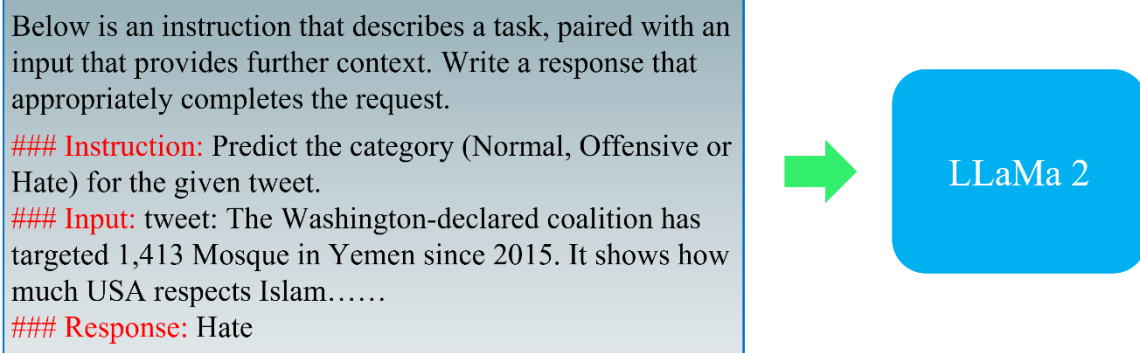 Below is an instruction that describes a task, paired with an
input that provides further context. Write a response that
appropriately completes the request.
### Instruction: Predict the category (Normal, Offensive or
Hate) for the given tweet.
### Input: tweet: The Washington-declared coalition has
targeted 1,413 Mosque in Yemen since 2015. It shows how
much USA respects Islam……
### Response: Hate
LLaMa 2